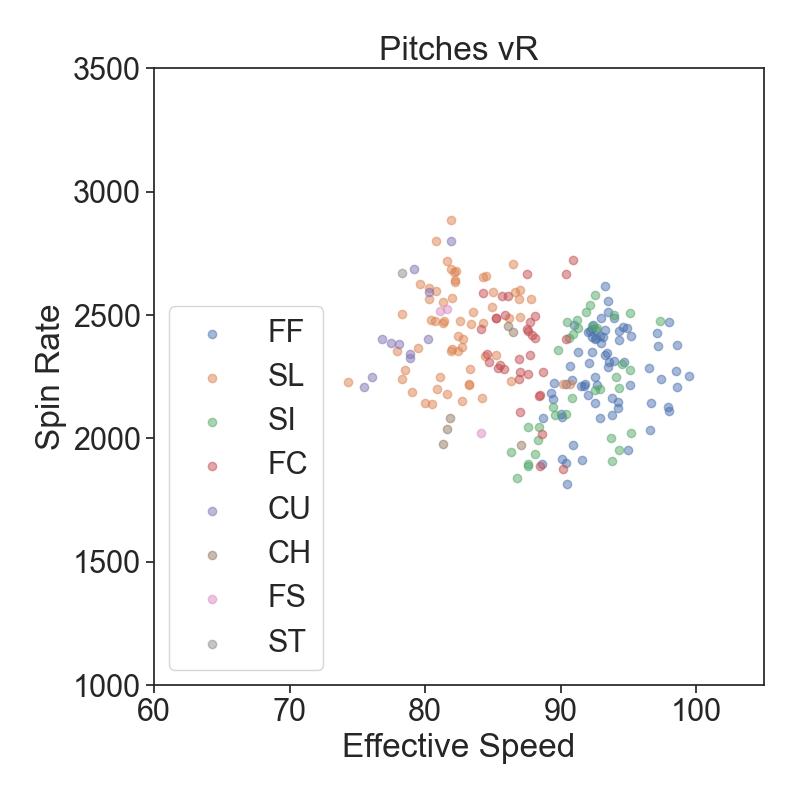 Pitches vR
3500
3000
2500
2000
1500
1000
Spin Rate
FF
SL
SI
FC
CU
CH
FS
ST
60 70 80 90 100
Effective Speed